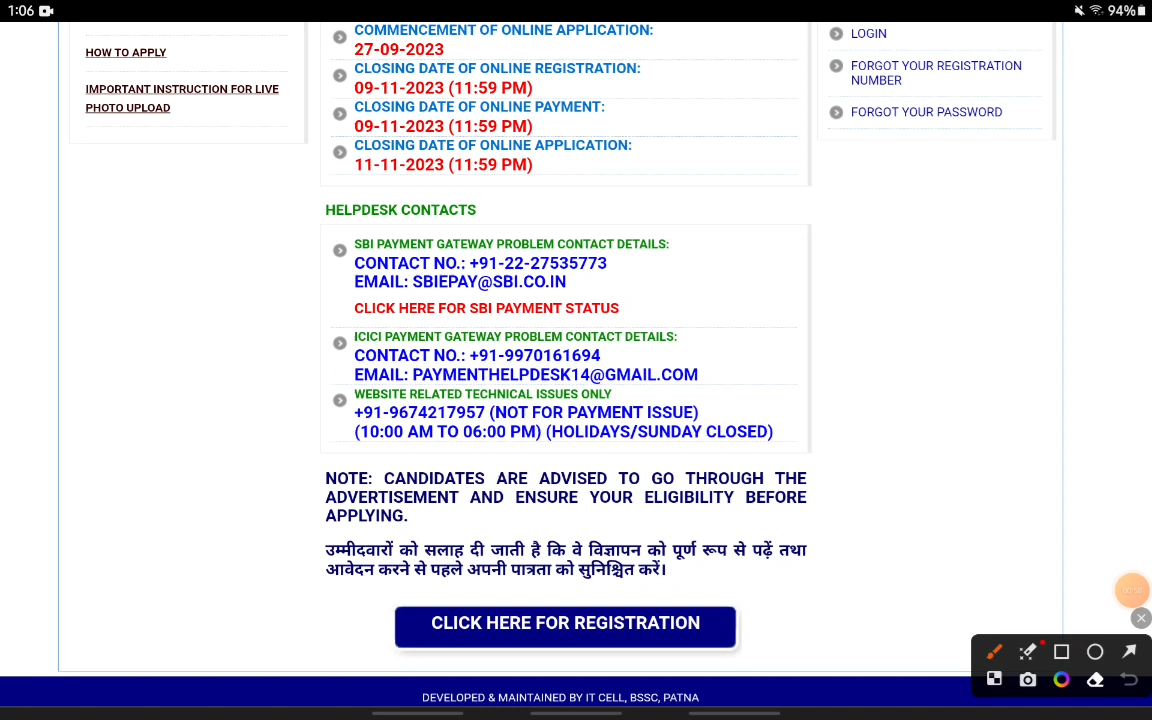 1:06
94%
HOW TO APPLY
IMPORTANT INSTRUCTION FOR LIVE
PHOTO UPLOAD
COMMENCEMENT OF ONLINE APPLICATION:
27-09-2023
CLOSING DATE OF ONLINE REGISTRATION:
09-11-2023 (11:59 PM)
CLOSING DATE OF ONLINE PAYMENT:
09-11-2023 (11:59 PM)
CLOSING DATE OF ONLINE APPLICATION:
11-11-2023 (11:59 PM)
LOGIN
FORGOT YOUR REGISTRATION
NUMBER
FORGOT YOUR PASSWORD
HELPDESK CONTACTS
SBI PAYMENT GATEWAY PROBLEM CONTACT DETAILS:
CONTACT NO.: +91-22-27535773
EMAIL: SBIEPAY@SBI.CO.IN
CLICK HERE FOR SBI PAYMENT STATUS
ICICI PAYMENT GATEWAY PROBLEM CONTACT DETAILS:
CONTACT NO.: +91-9970161694
EMAIL: PAYMENTHELPDESK14@GMAIL.COM
WEBSITE RELATED TECHNICAL ISSUES ONLY
+91-9674217957 (NOT FOR PAYMENT ISSUE)
(10:00 AM TO 06:00 PM) (HOLIDAYS/SUNDAY CLOSED)
NOTE: CANDIDATES ARE ADVISED TO GO THROUGH THE
ADVERTISEMENT AND ENSURE YOUR ELIGIBILITY BEFORE
APPLYING.
उम्मीदवारों को सलाह दी जाती है कि वे विज्ञापन को पूर्ण रूप से पढ़ें तथा
आवेदन करने से पहले अपनी पात्रता को सुनिश्चित करें।
CLICK HERE FOR REGISTRATION
DEVELOPED & MAINTAINED BY IT CELL, BSSC, PATNA